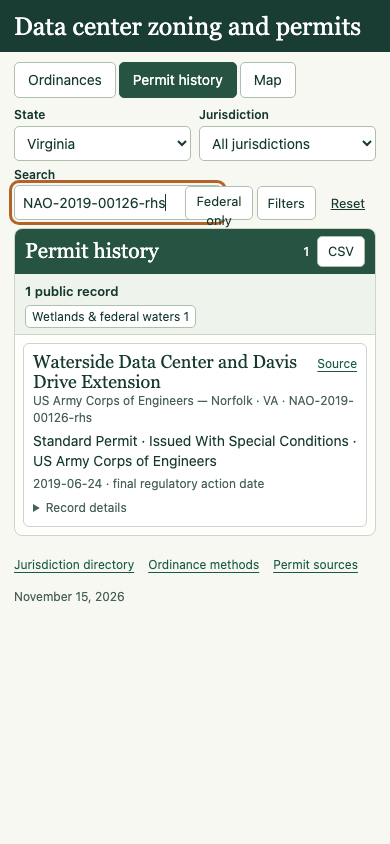 Data center zoning and permits
Ordinances
Permit history
Map
State
Jurisdiction
Virginia
All jurisdictions
Search
NAO-2019-00126-rhs
Federal
only
Filters
Reset
Permit history
1
CSV
1 public record
Wetlands & federal waters 1
Waterside Data Center and Davis
Drive Extension
Source
US Army Corps of Engineers — Norfolk · VA · NAO-2019-
00126-rhs
Standard Permit · Issued With Special Conditions ·
US Army Corps of Engineers
2019-06-24 · final regulatory action date
Record details
Jurisdiction directory
Ordinance methods
Permit sources
November 15, 2026